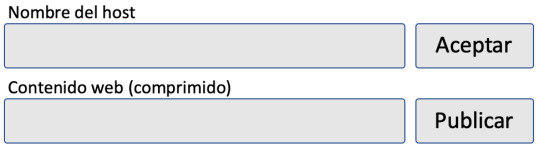 Nombre del host
Aceptar
Contenido web (comprimido)
Publicar